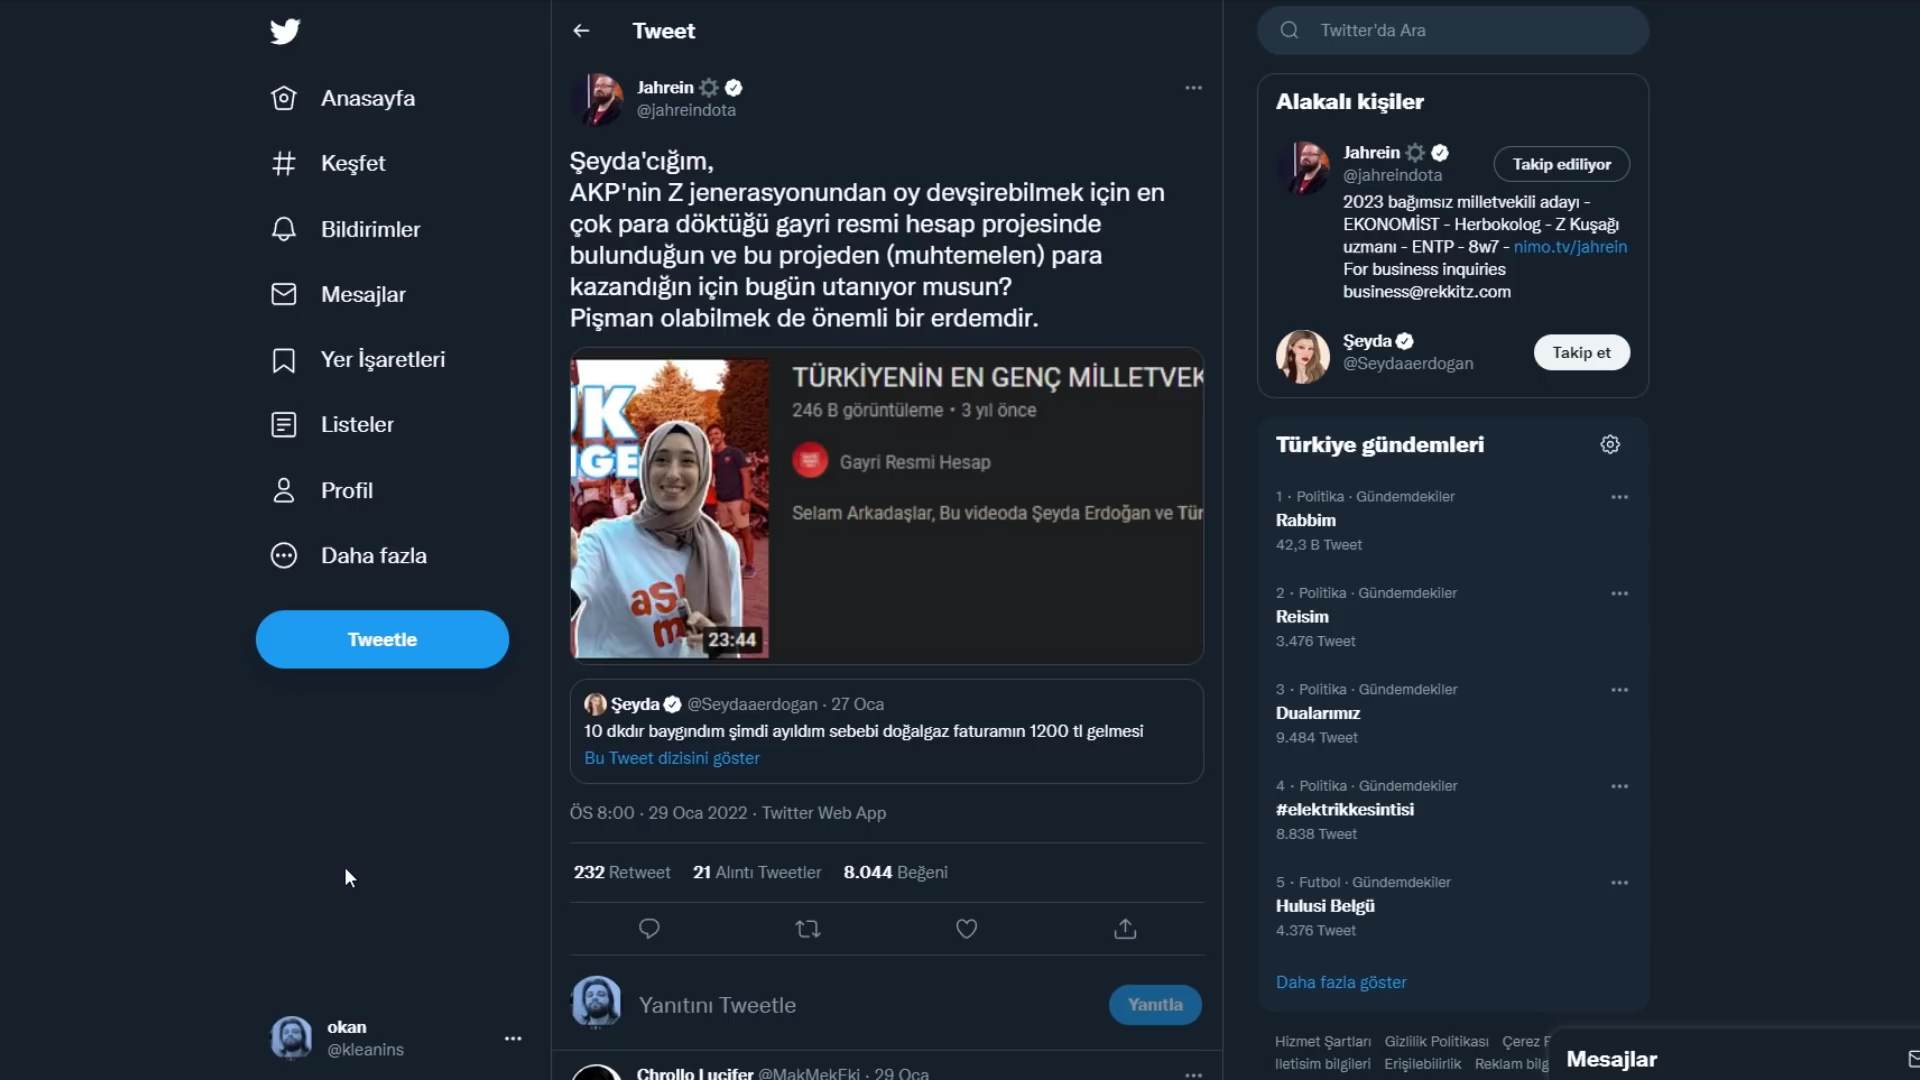 Anasayfa
Keşfet
Bildirimler
Mesajlar
Yer İşaretleri
Listeler
Profil
Daha fazla
Tweetle
okan
@kleanins
Tweet
Jahrein
@jahreindota
Şeyda'cığım,
AKP'nin Z jenerasyonundan oy devşirebilmek için en
çok para döktüğü gayri resmi hesap projesinde
bulunduğun ve bu projeden (muhtemelen) para
kazandığın için bugün utanıyor musun?
Pişman olabilmek de önemli bir erdemdir.
TÜRKİYENİN EN GENÇ MİLLETVEK
246 B görüntüleme • 3 yıl önce
Gayri Resmi Hesap
Selam Arkadaşlar, Bu videoda Şeyda Erdoğan ve Tür
23:44
Şeyda @Seydaaerdogan · 27 Oca
10 dkdır baygındım şimdi ayıldım sebebi doğalgaz faturamın 1200 tl gelmesi
Bu Tweet dizisini göster
ÖS 8:00 · 29 Oca 2022 · Twitter Web App
232 Retweet 21 Alıntı Tweetler 8.044 Beğeni
Yanıtını Tweetle
Yanıtla
Chrollo Lucifer @MakMekEki · 29 Oca
Twitter'da Ara
Alakalı kişiler
Jahrein
@jahreindota
Takip ediliyor
2023 bağımsız milletvekili adayı -
EKONOMİST - Herbokolog - Z Kuşağı
uzmanı - ENTP - 8w7 - nimo.tv/jahrein
For business inquiries
business@rekkitz.com
Şeyda
@Seydaaerdogan
Takip et
Türkiye gündemleri
1 · Politika · Gündemdekiler
Rabbim
42,3 B Tweet
2 · Politika · Gündemdekiler
Reisim
3.476 Tweet
3 · Politika · Gündemdekiler
Dualarımız
9.484 Tweet
4 · Politika · Gündemdekiler
#elektrikkesintisi
8.838 Tweet
5 · Futbol · Gündemdekiler
Hulusi Belgü
4.376 Tweet
Daha fazla göster
Hizmet Şartları Gizlilik Politikası Çerez
İletisim bilgileri Erişilebilirlik Reklam bilg
Mesajlar